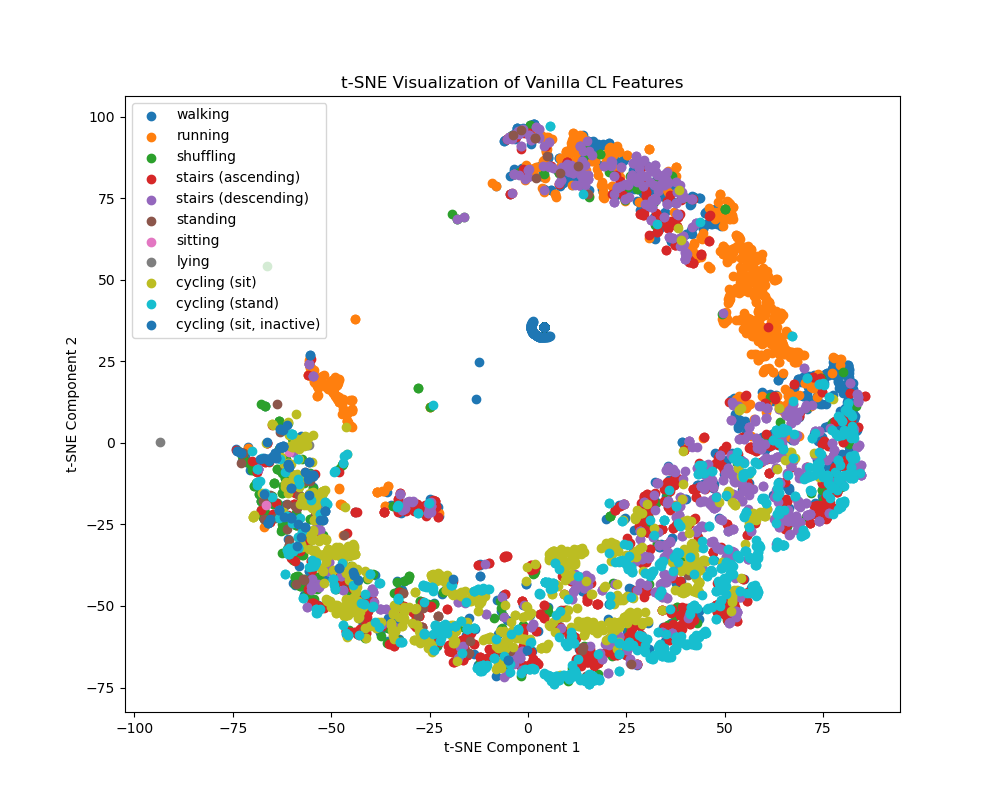 t-SNE Visualization of Vanilla CL Features
walking
running
shuffling
stairs (ascending)
stairs (descending)
standing
sitting
lying
cycling (sit)
cycling (stand)
cycling (sit, inactive)
100
75
50
25
0
−25
−50
−75
t-SNE Component 2
−100
−75
−50
−25
0
25
50
75
t-SNE Component 1